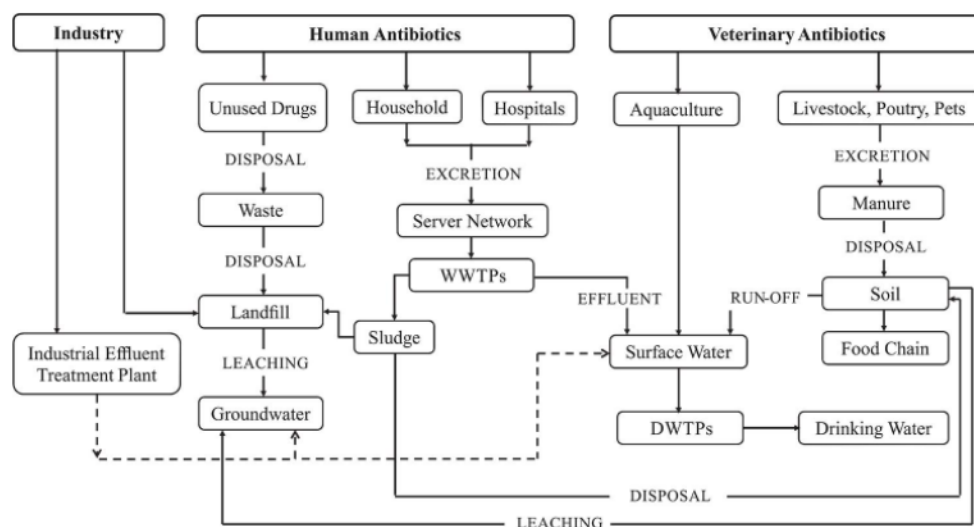 Industry
Human Antibiotics
Veterinary Antibiotics
Unused Drugs
Household
Hospitals
Aquaculture
Livestock, Poutry, Pets
DISPOSAL
EXCRETION
EXCRETION
Waste
Server Network
Manure
DISPOSAL
WWTPs
DISPOSAL
EFFLUENT
RUN-OFF
Soil
Landfill
Sludge
Industrial Effluent
Treatment Plant
LEACHING
Surface Water
Food Chain
Groundwater
DWTPs
Drinking Water
DISPOSAL
LEACHING